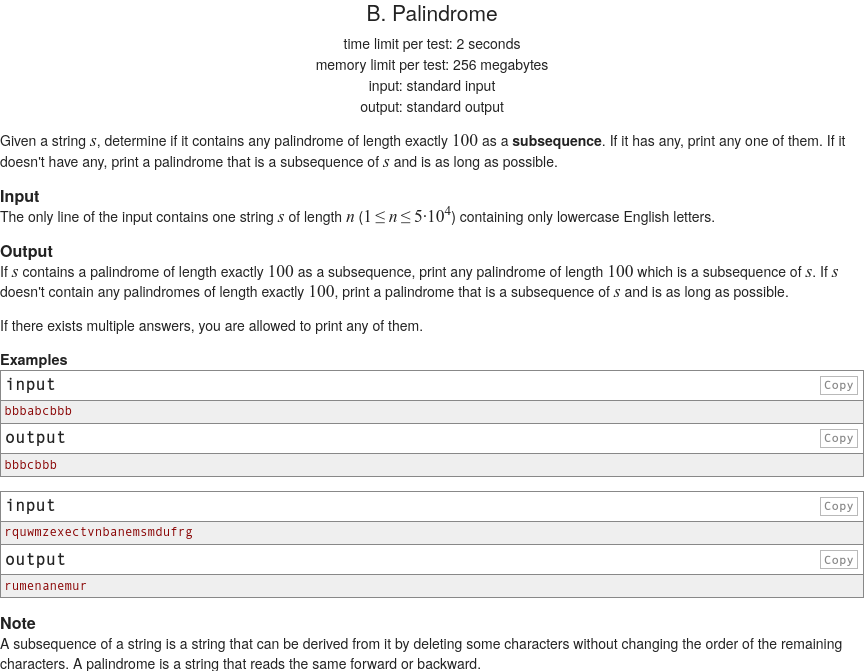 B. Palindrome
time limit per test: 2 seconds
memory limit per test: 256 megabytes
input: standard input
output: standard output
Given a string s, determine if it contains any palindrome of length exactly 100 as a subsequence. If it has any, print any one of them. If it
doesn't have any, print a palindrome that is a subsequence of s and is as long as possible.
Input
The only line of the input contains one string s of length n (1 ≤ n ≤ 5·10⁴) containing only lowercase English letters.
Output
If s contains a palindrome of length exactly 100 as a subsequence, print any palindrome of length 100 which is a subsequence of s. If s
doesn't contain any palindromes of length exactly 100, print a palindrome that is a subsequence of s and is as long as possible.
If there exists multiple answers, you are allowed to print any of them.
Examples
input Copy
bbbabcbbb
output Copy
bbbcbbb
input Copy
rquwmzexectvnbanemsmdufrg
output Copy
rumenanemur
Note
A subsequence of a string is a string that can be derived from it by deleting some characters without changing the order of the remaining
characters. A palindrome is a string that reads the same forward or backward.